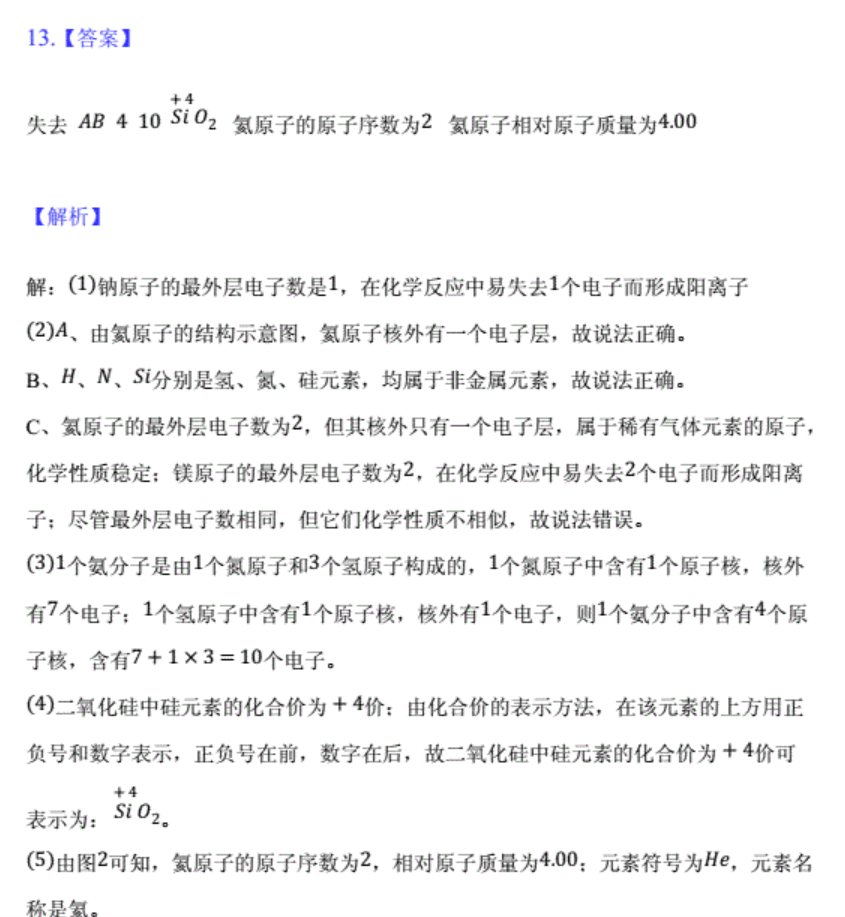 13.【答案】
失去 AB 4 10 \overset{+4}{Si}O₂ 氦原子的原子序数为2 氦原子相对原子质量为4.00
【解析】
解：(1)钠原子的最外层电子数是1，在化学反应中易失去1个电子而形成阳离子
(2)A、由氦原子的结构示意图，氦原子核外有一个电子层，故说法正确。
B、H、N、Si分别是氢、氮、硅元素，均属于非金属元素，故说法正确。
C、氦原子的最外层电子数为2，但其核外只有一个电子层，属于稀有气体元素的原子，
化学性质稳定；镁原子的最外层电子数为2，在化学反应中易失去2个电子而形成阳离
子；尽管最外层电子数相同，但它们化学性质不相似，故说法错误。
(3)1个氨分子是由1个氮原子和3个氢原子构成的，1个氮原子中含有1个原子核，核外
有7个电子；1个氢原子中含有1个原子核，核外有1个电子，则1个氨分子中含有4个原
子核，含有7 + 1 × 3 = 10个电子。
(4)二氧化硅中硅元素的化合价为 + 4价；由化合价的表示方法，在该元素的上方用正
负号和数字表示，正负号在前，数字在后，故二氧化硅中硅元素的化合价为 + 4价可
表示为：\overset{+4}{Si}O₂。
(5)由图2可知，氦原子的原子序数为2，相对原子质量为4.00；元素符号为He，元素名
称是氦。